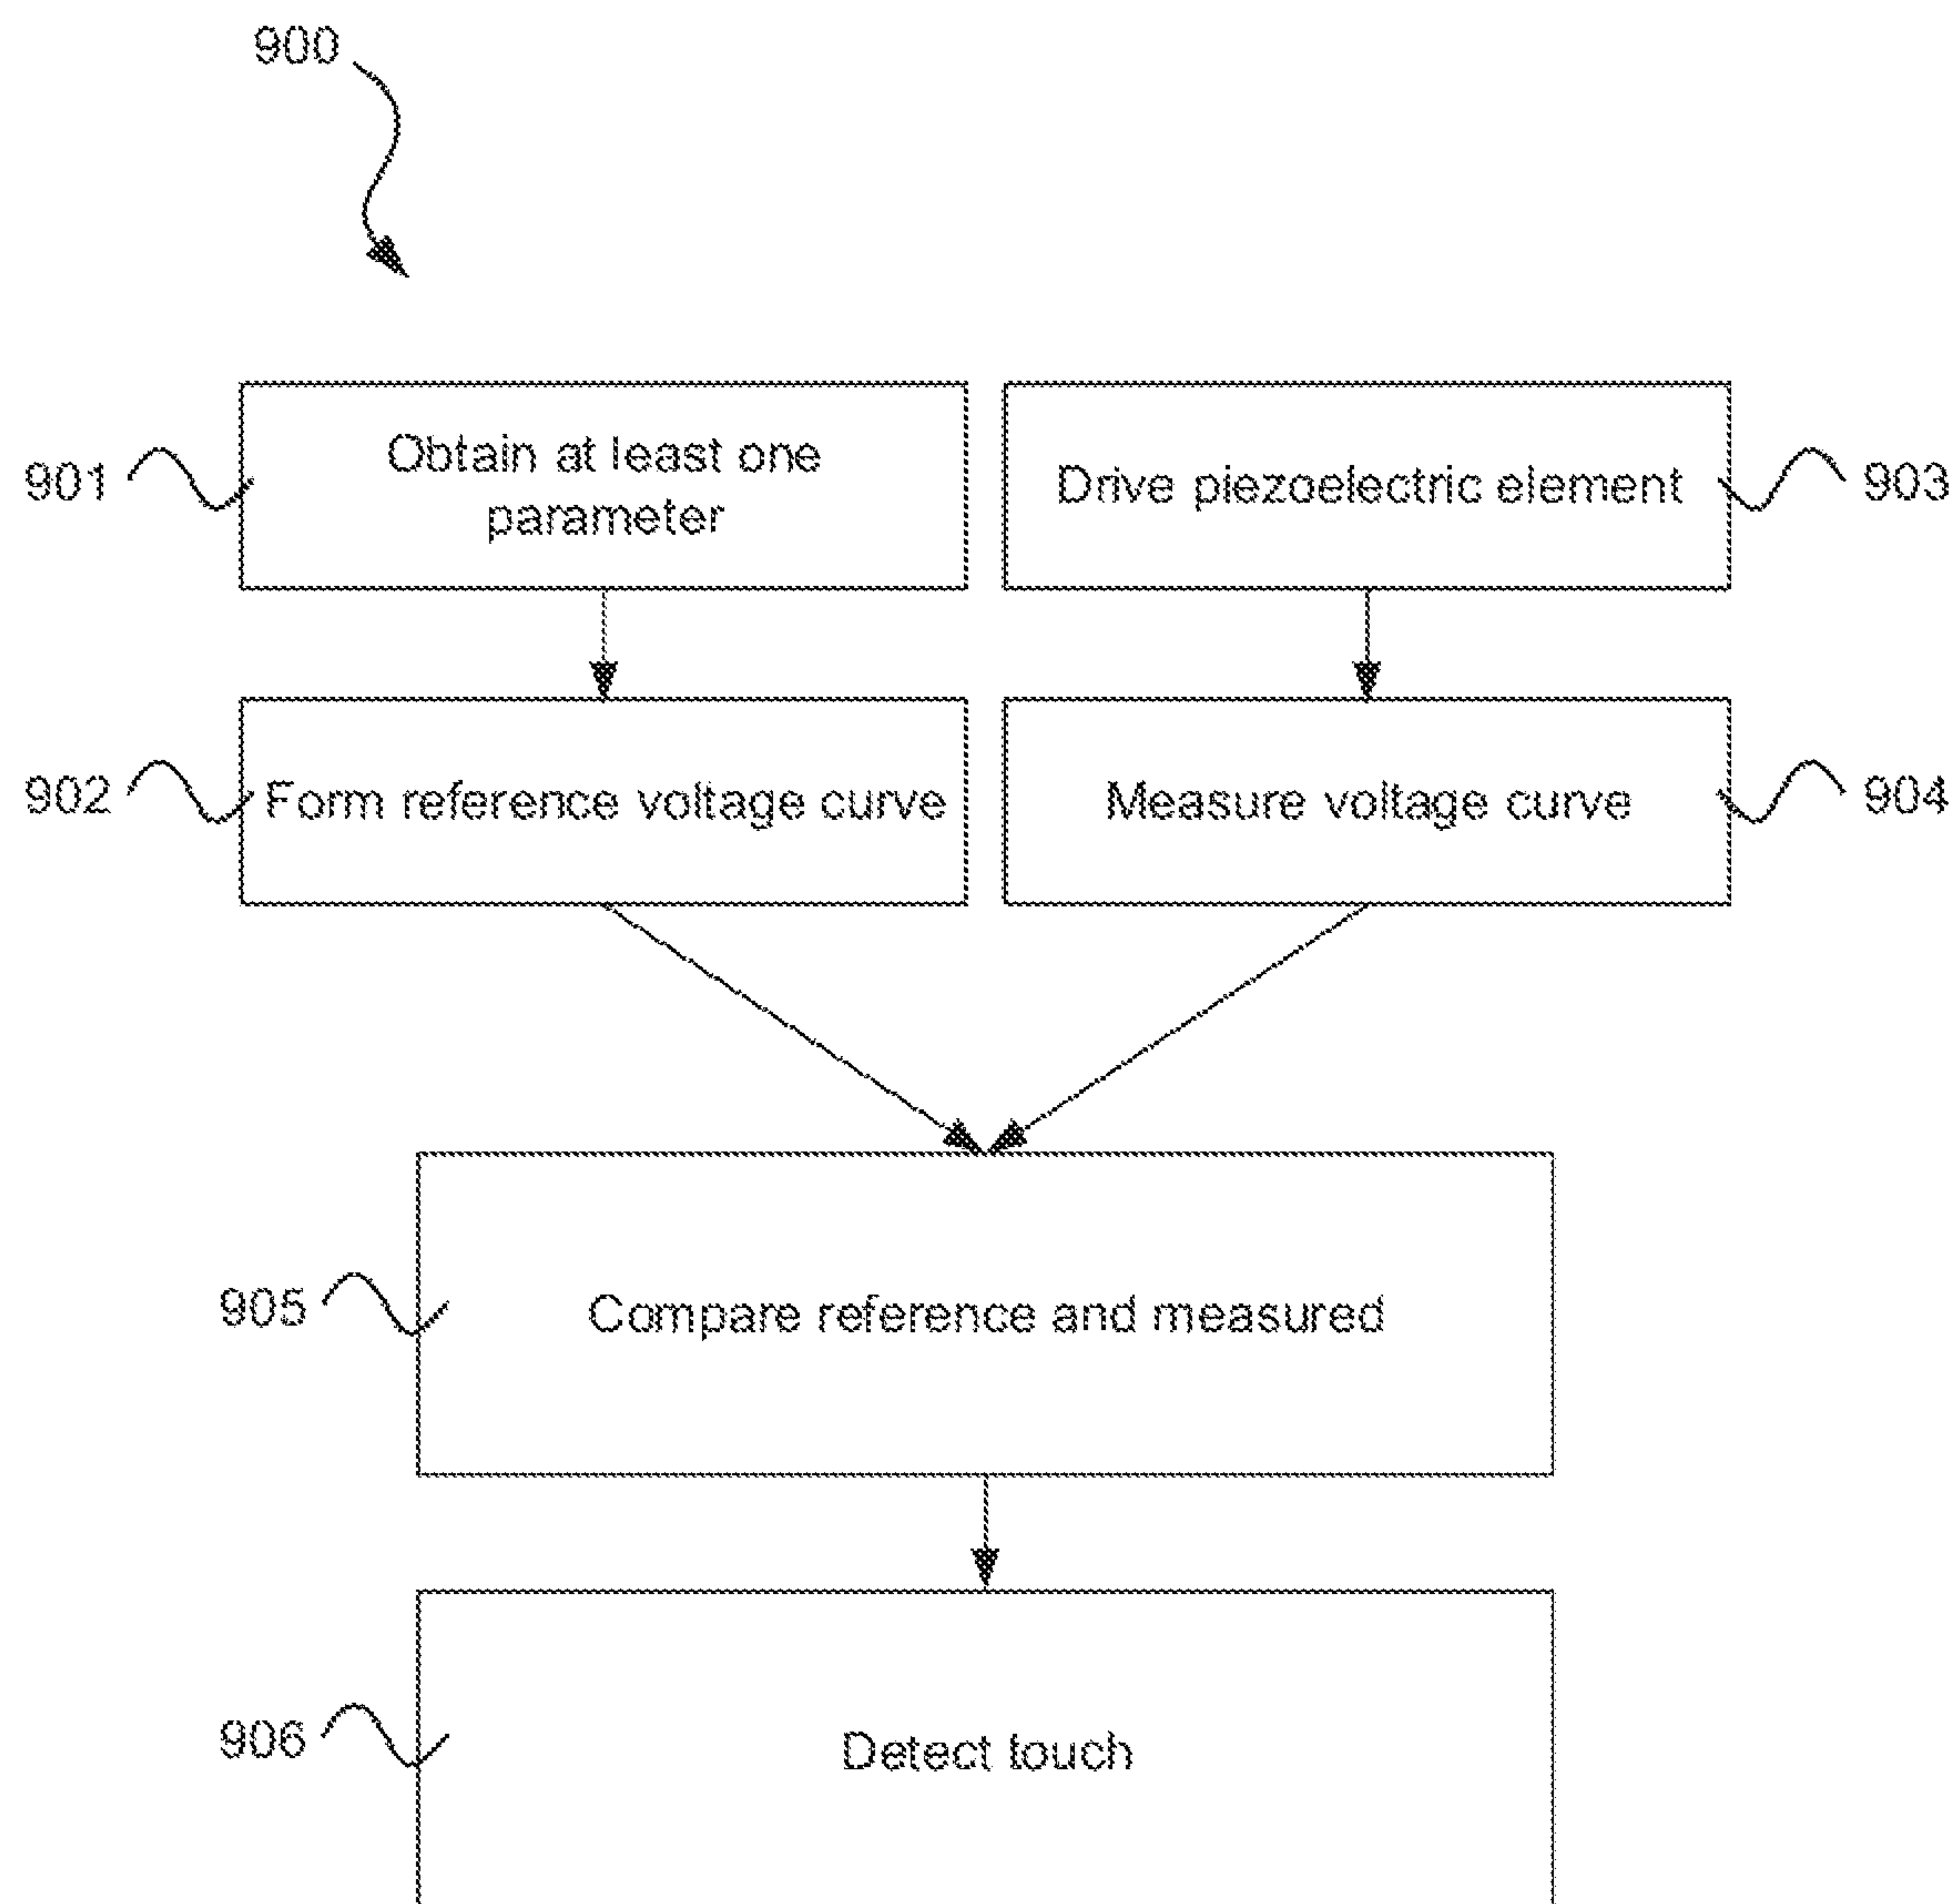 900
901
Obtain at least one
parameter
Drive piezoelectric element
903
902
Form reference voltage curve
Measure voltage curve
904
905
Compare reference and measured
906
Detect touch